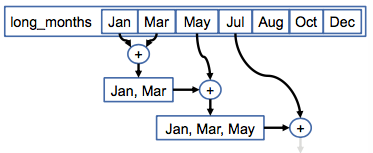 long_months Jan Mar May Jul Aug Oct Dec
+
Jan, Mar
+
Jan, Mar, May
+